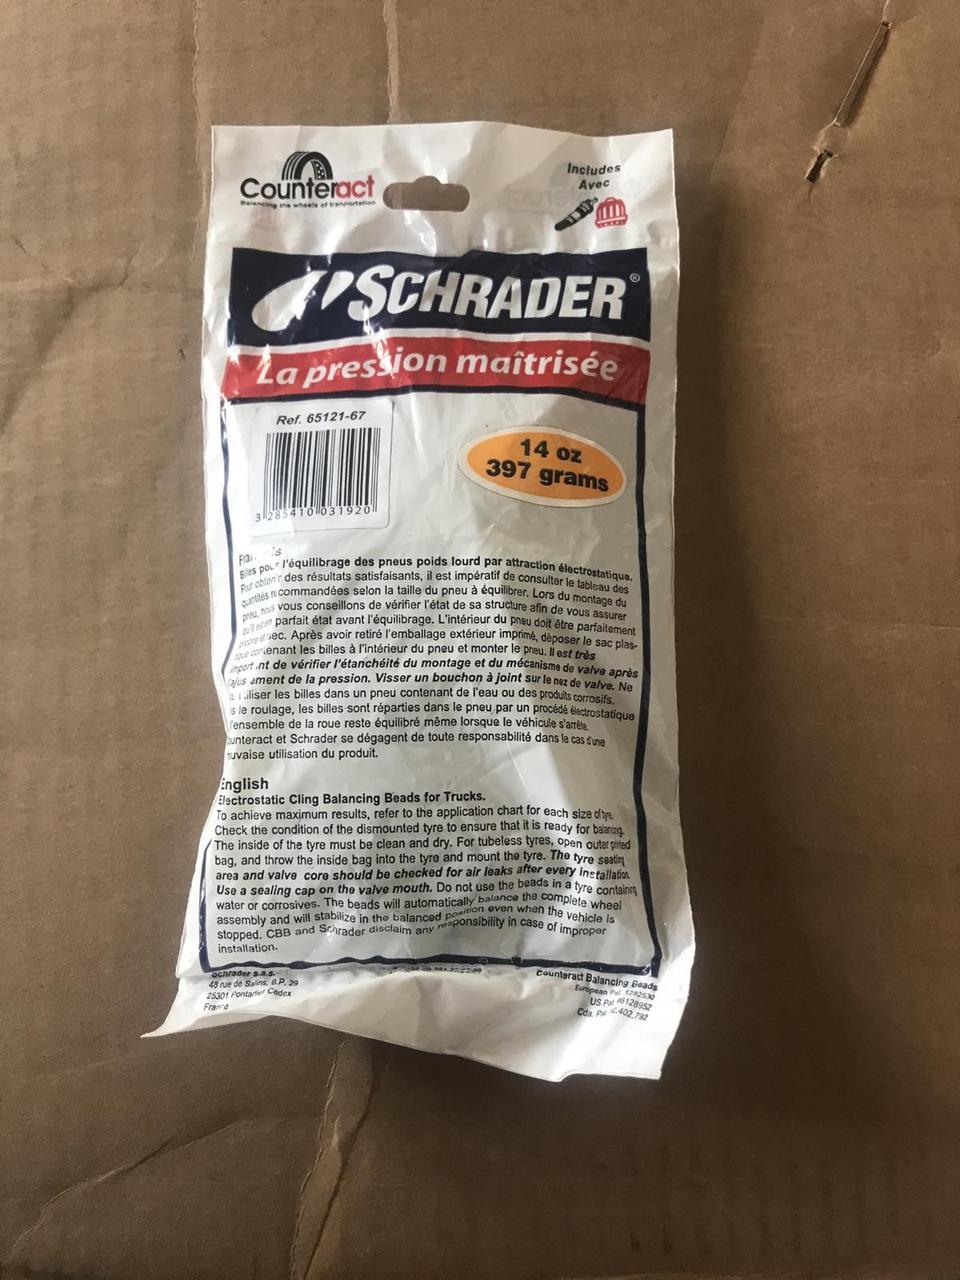 Counteract
Balancing the wheels of tranportation
Includes
Avec
SCHRADER®
La pression maîtrisée
Ref. 65121-67
3 285410 031920
14 oz
397 grams
Billes pour l'équilibrage des pneus poids lourd par attraction électrostatique.
Pour obtenir des résultats satisfaisants, il est impératif de consulter le tableau des
quantités recommandées selon la taille du pneu à équilibrer. Lors du montage du
pneu, nous vous conseillons de vérifier l'état de sa structure afin de vous assurer
qu'il est en parfait état avant l'équilibrage. L'intérieur du pneu doit être parfaitement
propre et sec. Après avoir retiré l'emballage extérieur imprimé, déposer le sac plas-
tique contenant les billes à l'intérieur du pneu et monter le pneu. Il est très
important de vérifier l'étanchéité du montage et du mécanisme de valve après
l'ajustement de la pression. Visser un bouchon à joint sur le nez de valve. Ne
utiliser les billes dans un pneu contenant de l'eau ou des produits corrosifs.
le roulage, les billes sont réparties dans le pneu par un procédé électrostatique
l'ensemble de la roue reste équilibré même lorsque le véhicule s'arrête.
ounteract et Schrader se dégagent de toute responsabilité dans le cas d'une
uvaise utilisation du produit.
English
Electrostatic Cling Balancing Beads for Trucks.
To achieve maximum results, refer to the application chart for each size of tyre.
Check the condition of the dismounted tyre to ensure that it is ready for balancing.
The inside of the tyre must be clean and dry. For tubeless tyres, open outer printed
bag, and throw the inside bag into the tyre and mount the tyre. The tyre seating
area and valve core should be checked for air leaks after every installation.
Use a sealing cap on the valve mouth. Do not use the beads in a tyre containing
water or corrosives. The beads will automatically balance the complete wheel
assembly and will stabilize in the balanced position even when the vehicle is
stopped. CBB and Schrader disclaim any responsibility in case of improper
installation.
Schrader s.a.s.
48 rue de Salins, B.P. 29
25301 Pontarlier Cedex
France
Counteract Balancing Beads
European Pat. 1282530
US Pat #6128952
Cda. Pat 402,792